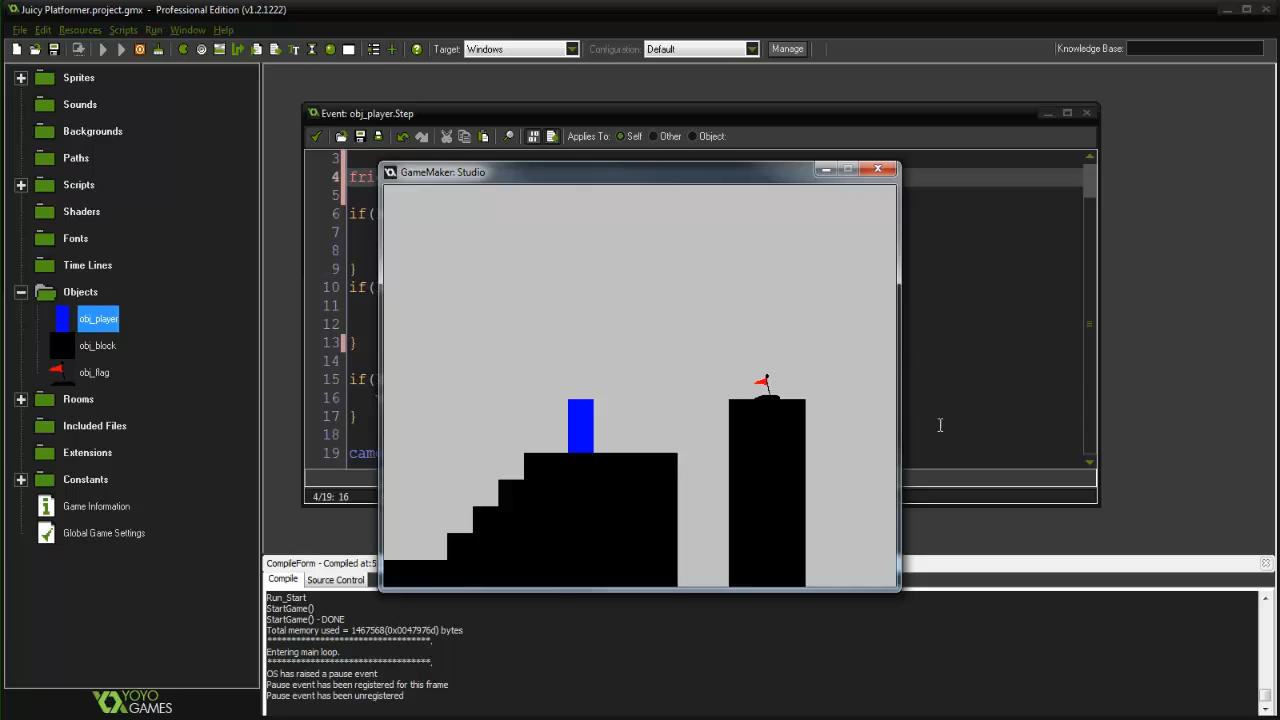 Juicy Platformer.project.gmx - Professional Edition (v1.2.1222)
File Edit Resources Scripts Run Window Help
Target: Windows Configuration: Default Manage Knowledge Base:
Sprites
Sounds
Backgrounds
Paths
Scripts
Shaders
Fonts
Time Lines
Objects
obj_player
obj_block
obj_flag
Rooms
Included Files
Extensions
Constants
Game Information
Global Game Settings
YOYO
GAMES
Event: obj_player.Step
Applies To: Self Other Object:
3
4 fri
5
6 if(
7
8
9 }
10 if(
11
12
13 }
14
15 if(
16
17 }
18
19 came
4/19: 16
GameMaker: Studio
CompileForm - Compiled at:5
Compile Source Control
Run_Start
StartGame()
StartGame() - DONE
Total memory used = 1467568(0x0047976d) bytes
Entering main loop.
OS has raised a pause event
Pause event has been registered for this frame
Pause event has been unregistered